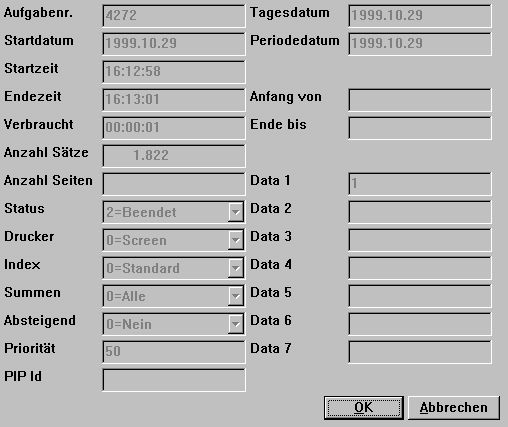 Aufgabenr. 4272 Tagesdatum 1999.10.29
Startdatum 1999.10.29 Periodedatum 1999.10.29
Startzeit 16:12:58
Endezeit 16:13:01 Anfang von
Verbraucht 00:00:01 Ende bis
Anzahl Sätze 1.822
Anzahl Seiten Data 1 1
Status 2=Beendet Data 2
Drucker 0=Screen Data 3
Index 0=Standard Data 4
Summen 0=Alle Data 5
Absteigend 0=Nein Data 6
Priorität 50 Data 7
PIP Id
OK Abbrechen